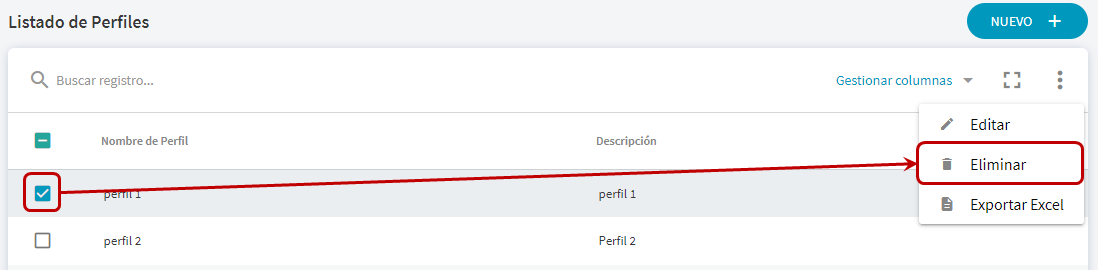 Listado de Perfiles
NUEVO +
Buscar registro...
Gestionar columnas
Editar
Eliminar
Exportar Excel
Nombre de Perfil Descripción
perfil 1 perfil 1
perfil 2 Perfil 2